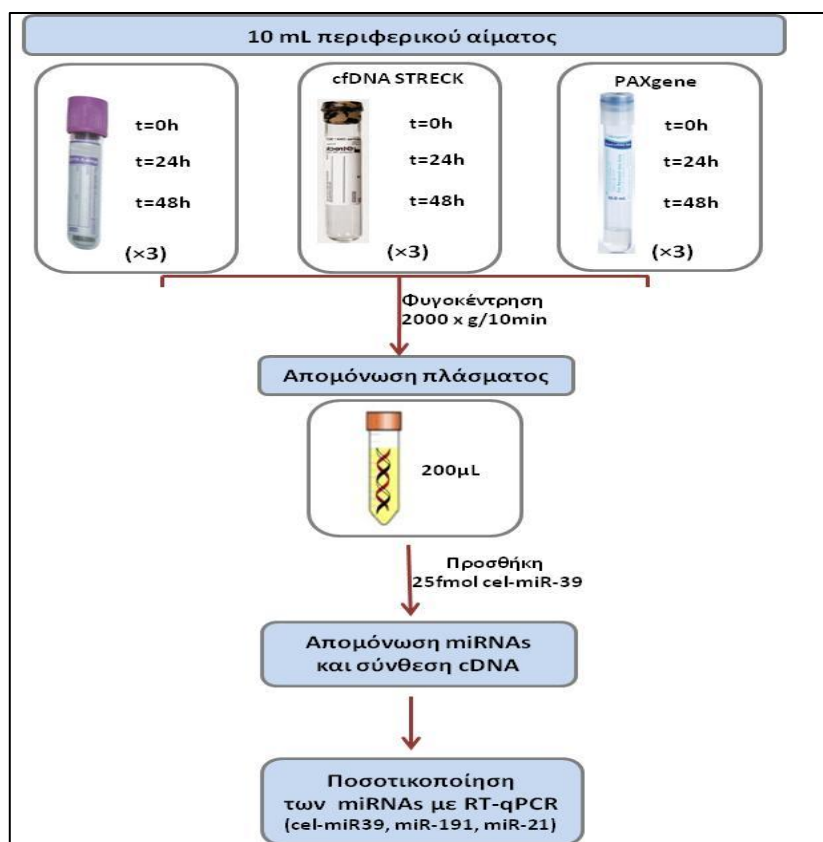 10 mL περιφερικού αίματος
t=0h
t=24h
t=48h
(×3)
cfDNA STRECK
t=0h
t=24h
t=48h
(×3)
PAXgene
t=0h
t=24h
t=48h
(×3)
Φυγοκέντρηση
2000 x g/10min
Απομόνωση πλάσματος
200μL
Προσθήκη
25fmol cel-miR-39
Απομόνωση miRNAs
και σύνθεση cDNA
Ποσοτικοποίηση
των miRNAs με RT-qPCR
(cel-miR39, miR-191, miR-21)